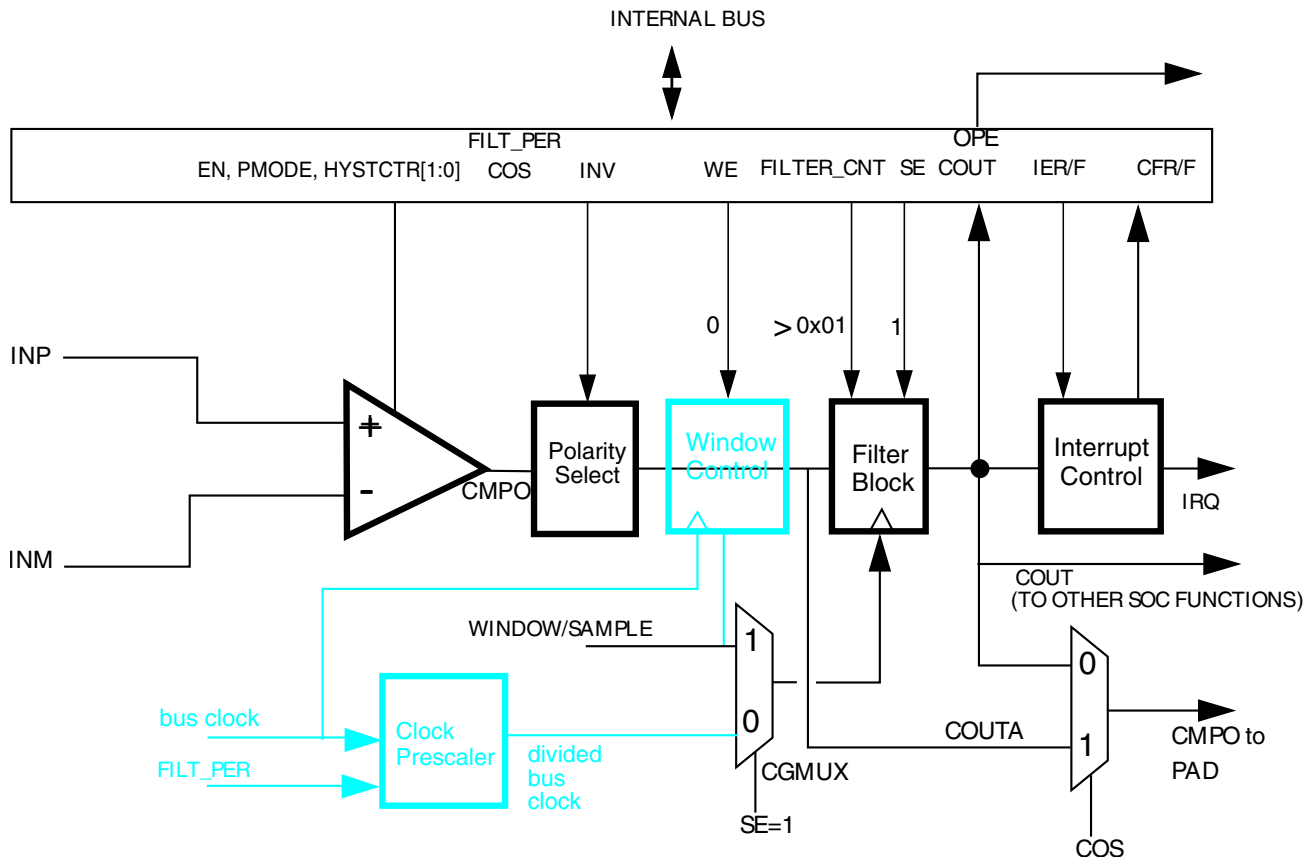 INTERNAL BUS
FILT_PER
OPE
EN, PMODE, HYSTCTR[1:0]
COS
INV
WE
FILTER_CNT
SE
COUT
IER/F
CFR/F
0
> 0x01
1
INP
+
-
INM
CMPO
Polarity
Select
Window
Control
Filter
Block
Interrupt
Control
IRQ
COUT
(TO OTHER SOC FUNCTIONS)
WINDOW/SAMPLE
1
0
CGMUX
SE=1
bus clock
FILT_PER
Clock
Prescaler
divided
bus
clock
COUTA
0
1
CMPO to
PAD
COS